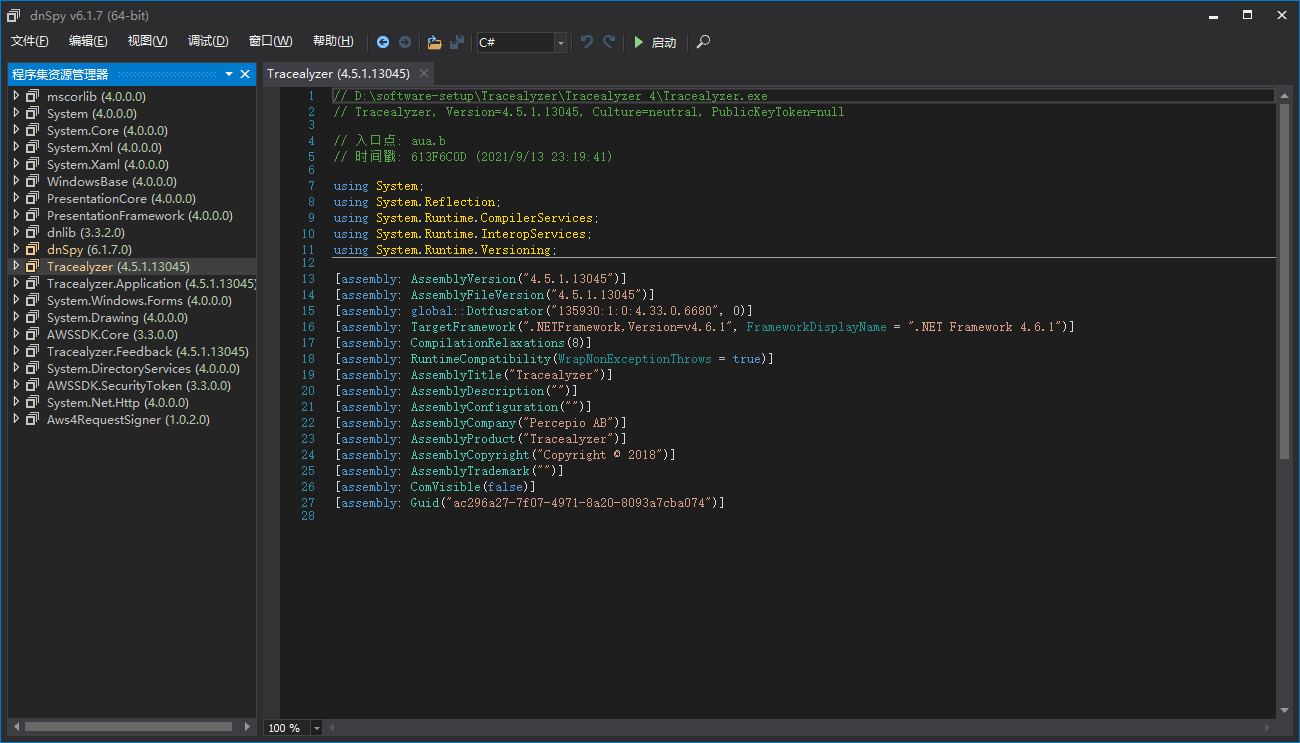 dnSpy v6.1.7 (64-bit)
文件(F) 编辑(E) 视图(V) 调试(D) 窗口(W) 帮助(H) C# 启动
程序集资源管理器
mscorlib (4.0.0.0)
System (4.0.0.0)
System.Core (4.0.0.0)
System.Xml (4.0.0.0)
System.Xaml (4.0.0.0)
WindowsBase (4.0.0.0)
PresentationCore (4.0.0.0)
PresentationFramework (4.0.0.0)
dnlib (3.3.2.0)
dnSpy (6.1.7.0)
Tracealyzer (4.5.1.13045)
Tracealyzer.Application (4.5.1.13045)
System.Windows.Forms (4.0.0.0)
System.Drawing (4.0.0.0)
AWSSDK.Core (3.3.0.0)
Tracealyzer.Feedback (4.5.1.13045)
System.DirectoryServices (4.0.0.0)
AWSSDK.SecurityToken (3.3.0.0)
System.Net.Http (4.0.0.0)
Aws4RequestSigner (1.0.2.0)
Tracealyzer (4.5.1.13045)
1 // D:\software-setup\Tracealyzer\Tracealyzer 4\Tracealyzer.exe
2 // Tracealyzer, Version=4.5.1.13045, Culture=neutral, PublicKeyToken=null
3
4 // 入口点: aua.b
5 // 时间戳: 613F6C0D (2021/9/13 23:19:41)
6
7 using System;
8 using System.Reflection;
9 using System.Runtime.CompilerServices;
10 using System.Runtime.InteropServices;
11 using System.Runtime.Versioning;
12
13 [assembly: AssemblyVersion("4.5.1.13045")]
14 [assembly: AssemblyFileVersion("4.5.1.13045")]
15 [assembly: global::Dotfuscator("135930:1:0:4.33.0.6680", 0)]
16 [assembly: TargetFramework(".NETFramework,Version=v4.6.1", FrameworkDisplayName = ".NET Framework 4.6.1")]
17 [assembly: CompilationRelaxations(8)]
18 [assembly: RuntimeCompatibility(WrapNonExceptionThrows = true)]
19 [assembly: AssemblyTitle("Tracealyzer")]
20 [assembly: AssemblyDescription("")]
21 [assembly: AssemblyConfiguration("")]
22 [assembly: AssemblyCompany("Percepio AB")]
23 [assembly: AssemblyProduct("Tracealyzer")]
24 [assembly: AssemblyCopyright("Copyright © 2018")]
25 [assembly: AssemblyTrademark("")]
26 [assembly: ComVisible(false)]
27 [assembly: Guid("ac296a27-7f07-4971-8a20-8093a7cba074")]
28
100 %